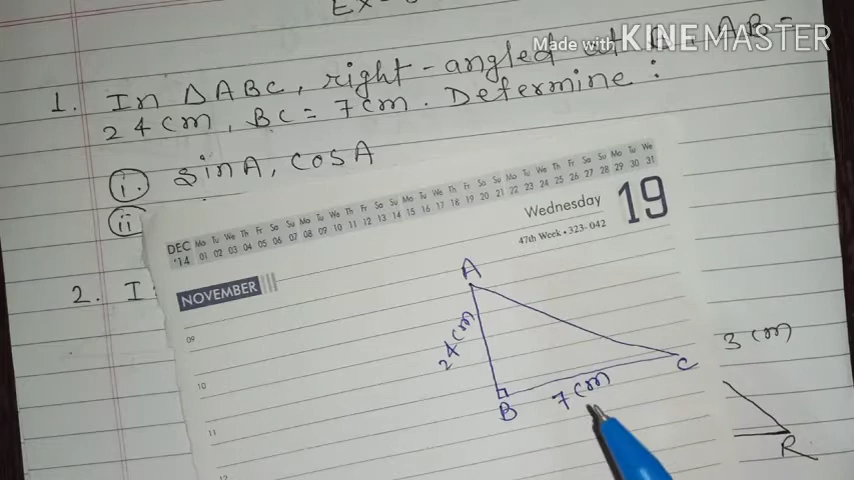 Ex-
Made with KINEMASTER
1. In ΔABC, right-angled at B. AB =
24 cm, BC = 7 cm. Determine :
i. sin A, cos A
ii
DEC Mo Tu We Th Fr Sa Su Mo Tu We Th Fr Sa Su Mo Tu We Th Fr Sa Su Mo Tu We Th Fr Sa Su Mo Tu We
'14 01 02 03 04 05 06 07 08 09 10 11 12 13 14 15 16 17 18 19 20 21 22 23 24 25 26 27 28 29 30 31
Wednesday 19
47th Week • 323 - 042
2. I
NOVEMBER
A
09
24 cm
3 cm
10
C
7 cm
B
11
R
12